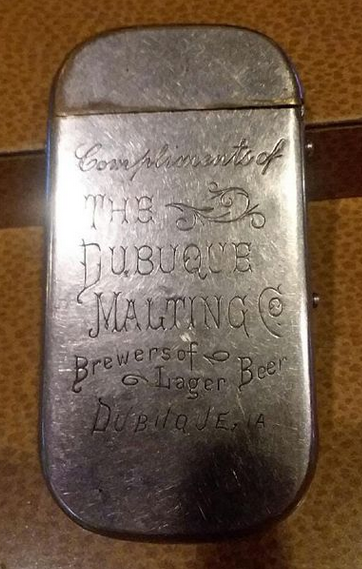 Compliments of
THE
DUBUQUE
MALTING Co
Brewers of
Lager Beer
DUBUQUE, IA